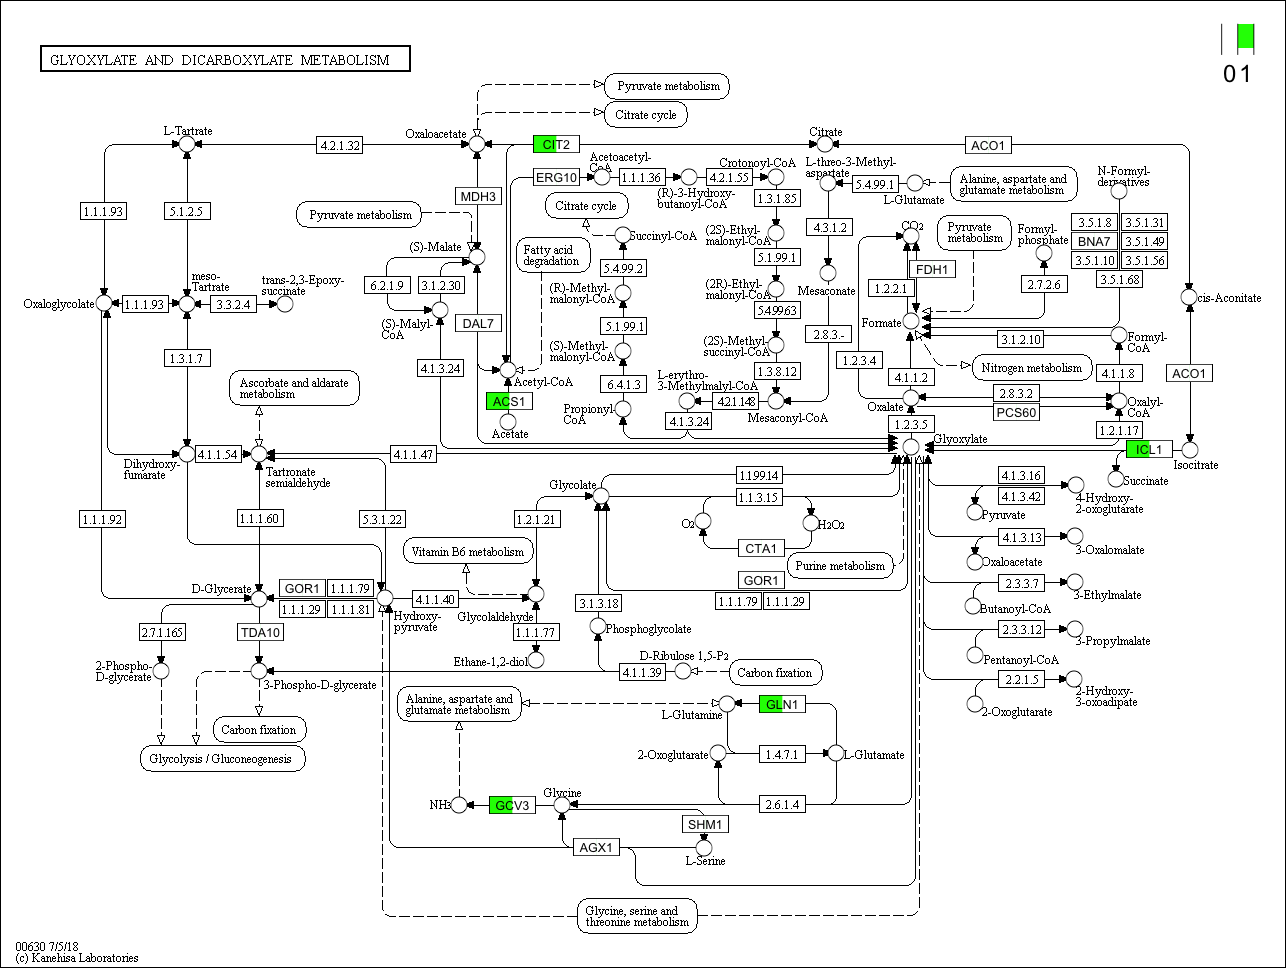 GLYOXYLATE AND DICARBOXYLATE METABOLISM
0 1
Pyruvate metabolism
Citrate cycle
L-Tartrate
4.2.1.32
Oxaloacetate
CIT2
Citrate
ACO1
Acetoacetyl-
CoA
ERG10
1.1.1.36
(R)-3-Hydroxy-
butanoyl-CoA
4.2.1.55
Crotonoyl-CoA
L-threo-3-Methyl-
aspartate
5.4.99.1
L-Glutamate
Alanine, aspartate and
glutamate metabolism
N-Formyl-
derivatives
1.1.1.93
5.1.2.5
MDH3
Pyruvate metabolism
Citrate cycle
1.3.1.85
4.3.1.2
CO2
Pyruvate
metabolism
Formyl-
phosphate
3.5.1.8
3.5.1.31
BNA7
3.5.1.49
3.5.1.10
3.5.1.56
3.5.1.68
(S)-Malate
Fatty acid
degradation
Succinyl-CoA
(2S)-Ethyl-
malonyl-CoA
5.4.99.2
5.1.99.1
FDH1
1.2.2.1
2.7.2.6
meso-
Tartrate
trans-2,3-Epoxy-
succinate
6.2.1.9
3.1.2.30
(R)-Methyl-
malonyl-CoA
(2R)-Ethyl-
malonyl-CoA
Mesaconate
Oxaloglycolate
1.1.1.93
3.3.2.4
cis-Aconitate
(S)-Malyl-
CoA
DAL7
5.1.99.1
5.4.99.63
2.8.3.-
Formate
3.1.2.10
Formyl-
CoA
1.3.1.7
4.1.3.24
(S)-Methyl-
malonyl-CoA
(2S)-Methyl-
succinyl-CoA
1.2.3.4
Nitrogen metabolism
Ascorbate and aldarate
metabolism
Acetyl-CoA
6.4.1.3
1.3.8.12
4.1.1.2
4.1.1.8
ACO1
L-erythro-
3-Methylmalyl-CoA
ACS1
Acetate
Propionyl-
CoA
4.2.1.148
Mesaconyl-CoA
4.1.3.24
Oxalate
2.8.3.2
PCS60
Oxalyl-
CoA
1.2.3.5
1.2.1.17
Glyoxylate
ICL1
Isocitrate
Succinate
Dihydroxy-
fumarate
4.1.1.54
Tartronate
semialdehyde
4.1.1.47
Glycolate
1.1.99.14
1.1.3.15
4.1.3.16
4.1.3.42
4-Hydroxy-
2-oxoglutarate
Pyruvate
1.1.1.92
1.1.1.60
5.3.1.22
1.2.1.21
O2
H2O2
CTA1
4.1.3.13
3-Oxalomalate
Oxaloacetate
Vitamin B6 metabolism
Purine metabolism
D-Glycerate
GOR1
1.1.1.79
1.1.1.29
1.1.1.81
Hydroxy-
pyruvate
4.1.1.40
Glycolaldehyde
GOR1
1.1.1.79
1.1.1.29
2.3.3.7
3-Ethylmalate
Butanoyl-CoA
2.7.1.165
TDA10
1.1.1.77
3.1.3.18
Phosphoglycolate
2.3.3.12
3-Propylmalate
Pentanoyl-CoA
2-Phospho-
D-glycerate
3-Phospho-D-glycerate
Ethane-1,2-diol
4.1.1.39
D-Ribulose 1,5-P2
Carbon fixation
2.2.1.5
2-Hydroxy-
3-oxoadipate
2-Oxoglutarate
Carbon fixation
Glycolysis / Gluconeogenesis
Alanine, aspartate and
glutamate metabolism
L-Glutamine
GLN1
2-Oxoglutarate
1.4.7.1
L-Glutamate
NH3
GCV3
Glycine
2.6.1.4
SHM1
AGX1
L-Serine
Glycine, serine and
threonine metabolism
00630 7/5/18
(c) Kanehisa Laboratories